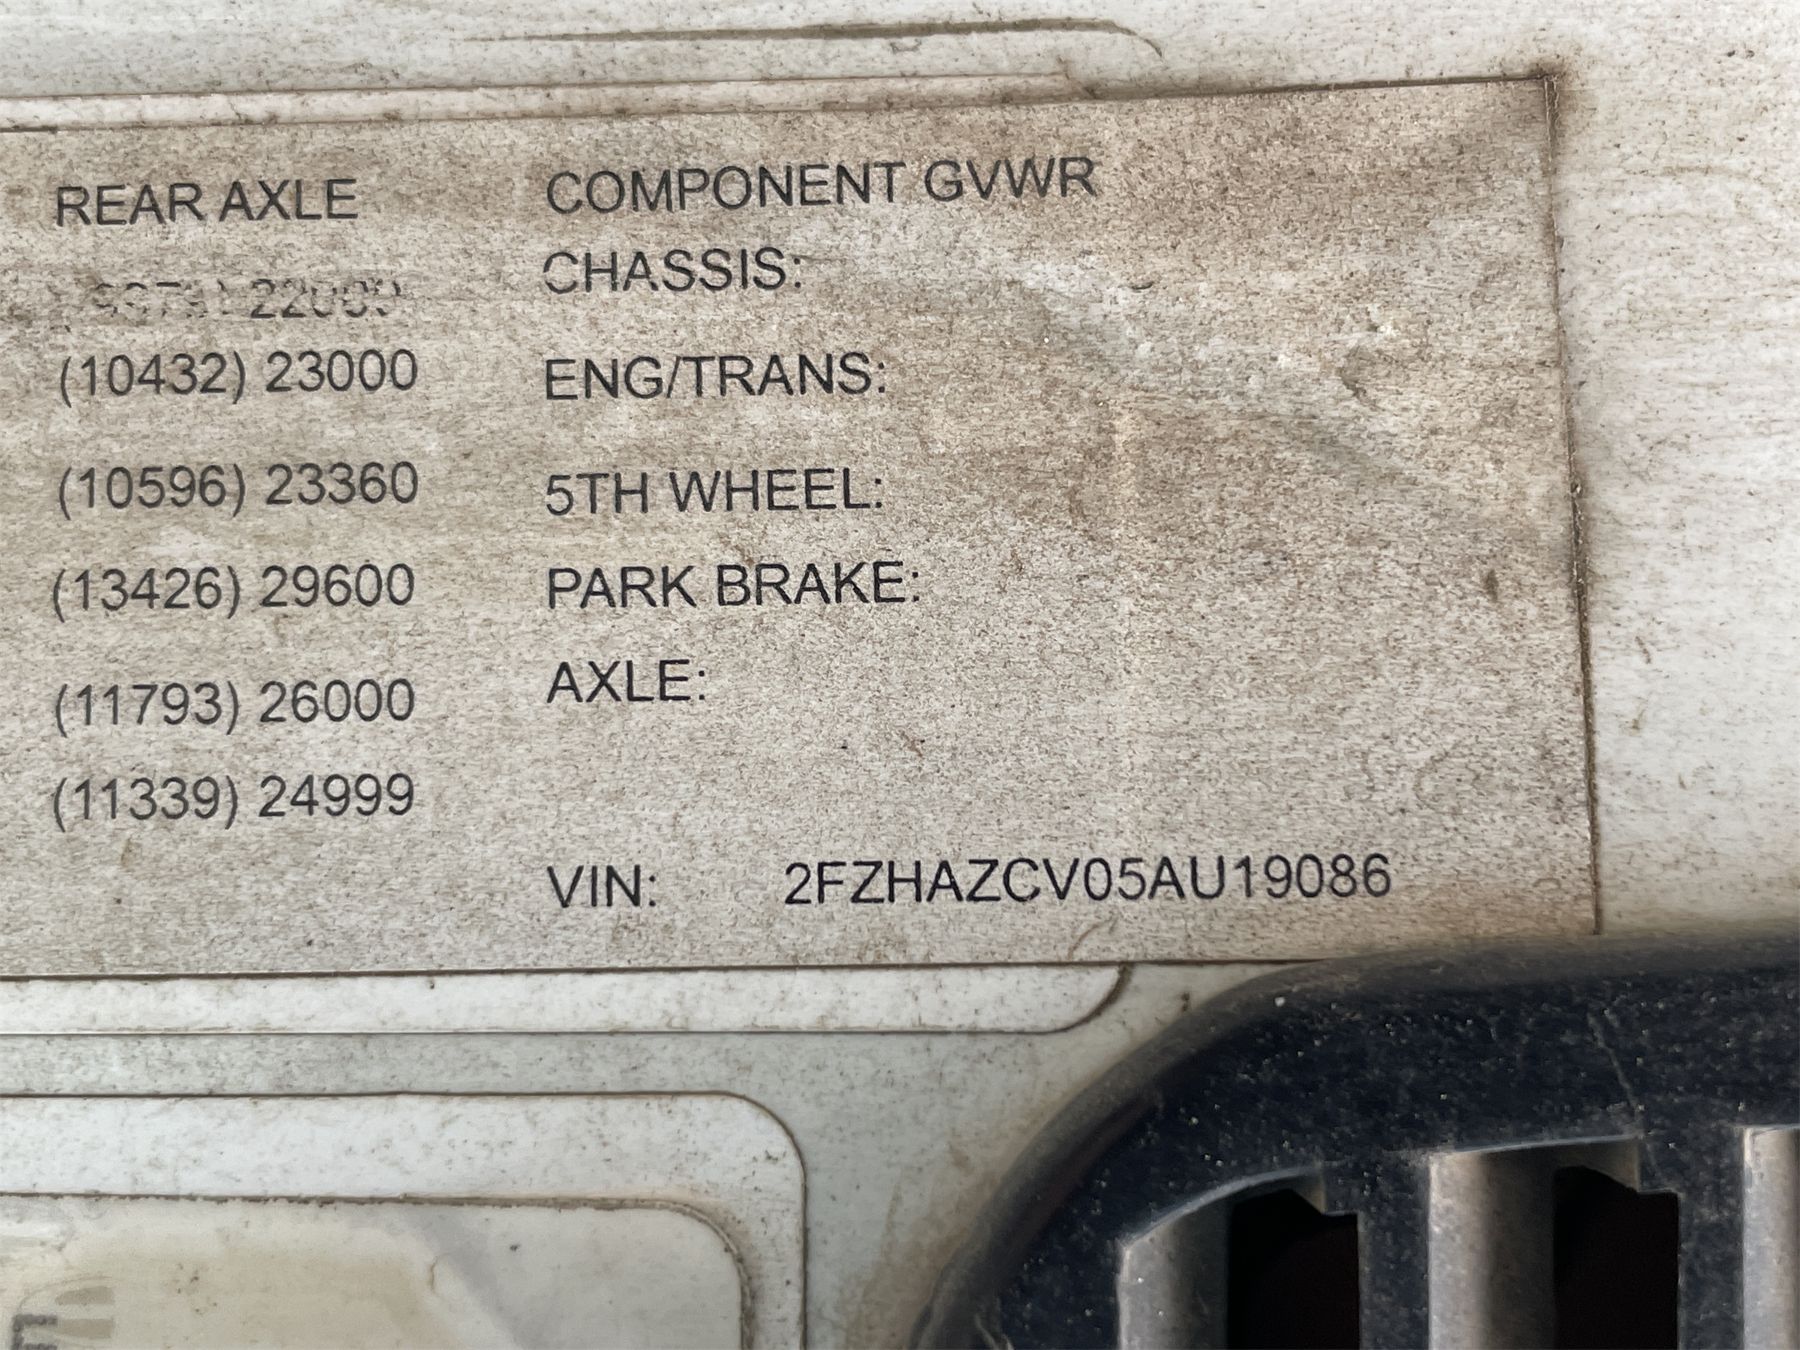 REAR AXLE COMPONENT GVWR
CHASSIS:
22000
(10432) 23000 ENG/TRANS:
(10596) 23360 5TH WHEEL:
(13426) 29600 PARK BRAKE:
(11793) 26000 AXLE:
(11339) 24999
VIN: 2FZHAZCV05AU19086